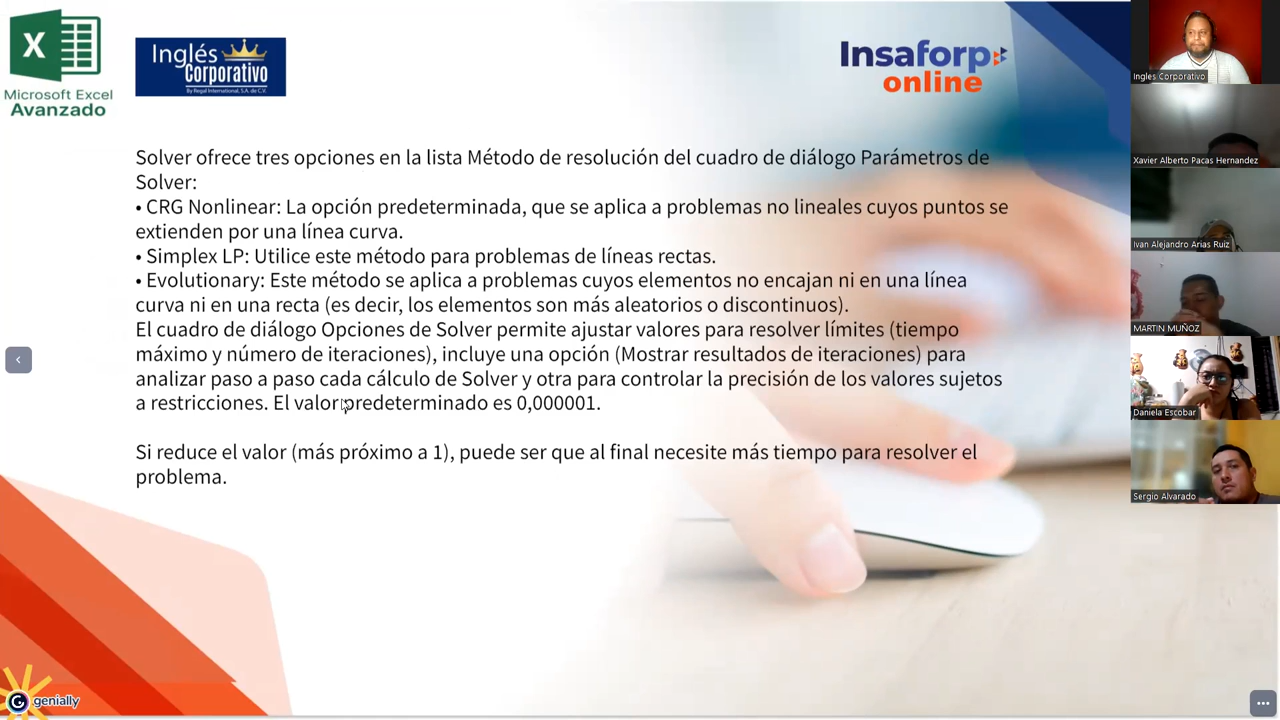 X
Microsoft Excel
Avanzado
Inglés
Corporativo
By Regal International, S.A. de C.V.
Insaforp
online
Solver ofrece tres opciones en la lista Método de resolución del cuadro de diálogo Parámetros de
Solver:
• CRG Nonlinear: La opción predeterminada, que se aplica a problemas no lineales cuyos puntos se
extienden por una línea curva.
• Simplex LP: Utilice este método para problemas de líneas rectas.
• Evolutionary: Este método se aplica a problemas cuyos elementos no encajan ni en una línea
curva ni en una recta (es decir, los elementos son más aleatorios o discontinuos).
El cuadro de diálogo Opciones de Solver permite ajustar valores para resolver límites (tiempo
máximo y número de iteraciones), incluye una opción (Mostrar resultados de iteraciones) para
analizar paso a paso cada cálculo de Solver y otra para controlar la precisión de los valores sujetos
a restricciones. El valor predeterminado es 0,000001.
Si reduce el valor (más próximo a 1), puede ser que al final necesite más tiempo para resolver el
problema.
genially
Ingles Corporativo
Xavier Alberto Pacas Hernandez
Ivan Alejandro Arias Ruiz
MARTIN MUÑOZ
Daniela Escobar
Sergio Alvarado